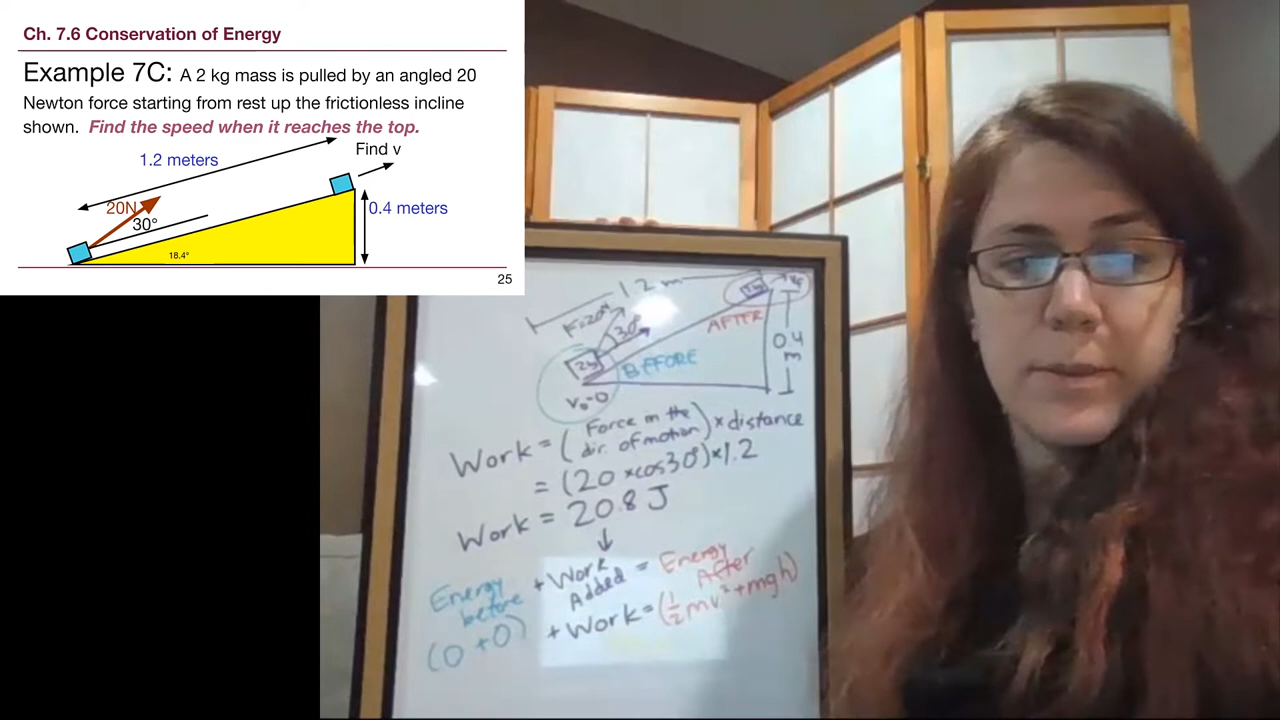 Ch. 7.6 Conservation of Energy
Example 7C: A 2 kg mass is pulled by an angled 20
Newton force starting from rest up the frictionless incline
shown. Find the speed when it reaches the top.
1.2 meters
Find v
20N
30°
0.4 meters
18.4°
25
1.2 m
F=20N
30°
AFTER
0.4
m
BEFORE
V₀=0
Work = (Force in the
dir. of motion) × distance
= (20 × cos30°) × 1.2
Work = 20.8 J
↓
Energy before + Work Added = Energy After
(0 + 0) + Work = (½mv² + mgh)